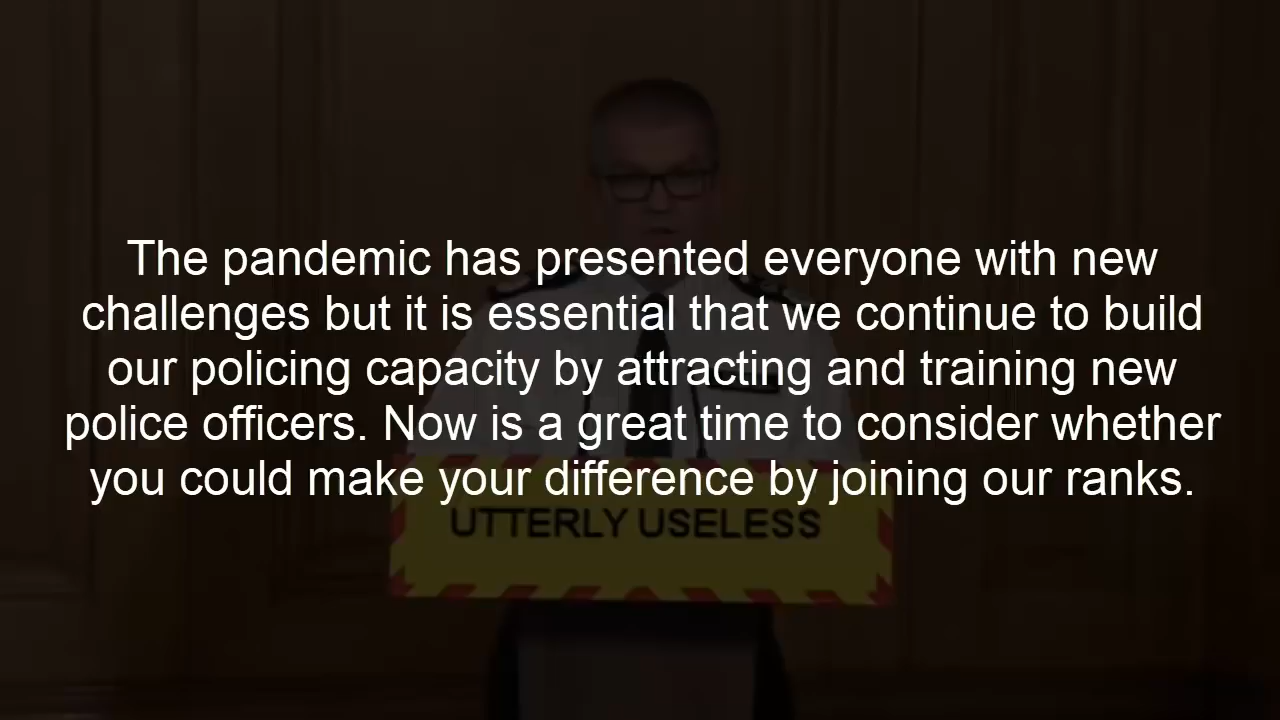 The pandemic has presented everyone with new
challenges but it is essential that we continue to build
our policing capacity by attracting and training new
police officers. Now is a great time to consider whether
you could make your difference by joining our ranks.
UTTERLY USELESS